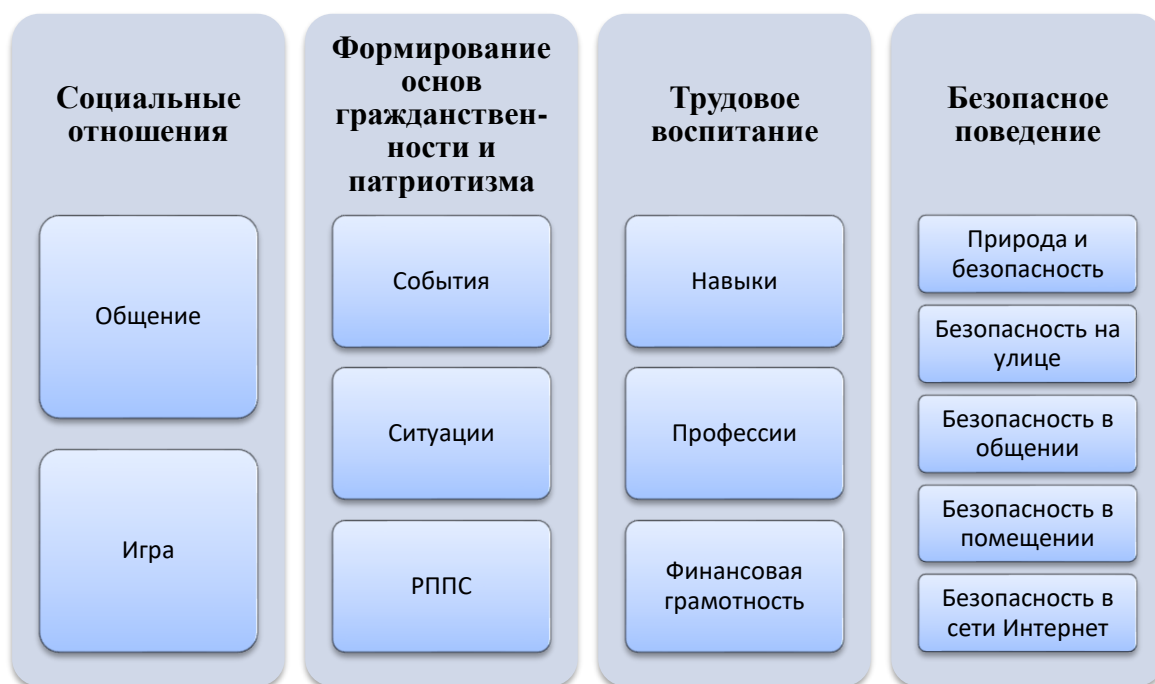 Социальные
отношения
Общение
Игра
Формирование
основ
гражданствен-
ности и
патриотизма
События
Ситуации
РППС
Трудовое
воспитание
Навыки
Профессии
Финансовая
грамотность
Безопасное
поведение
Природа и
безопасность
Безопасность на
улице
Безопасность в
общении
Безопасность в
помещении
Безопасность в
сети Интернет